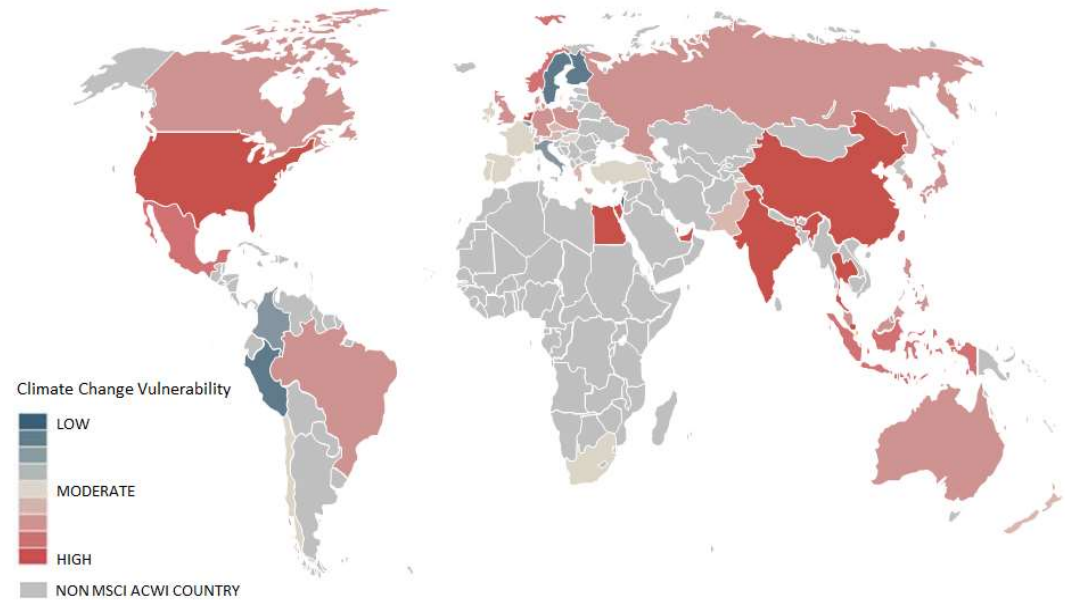 Climate Change Vulnerability
LOW
MODERATE
HIGH
NON MSCI ACWI COUNTRY